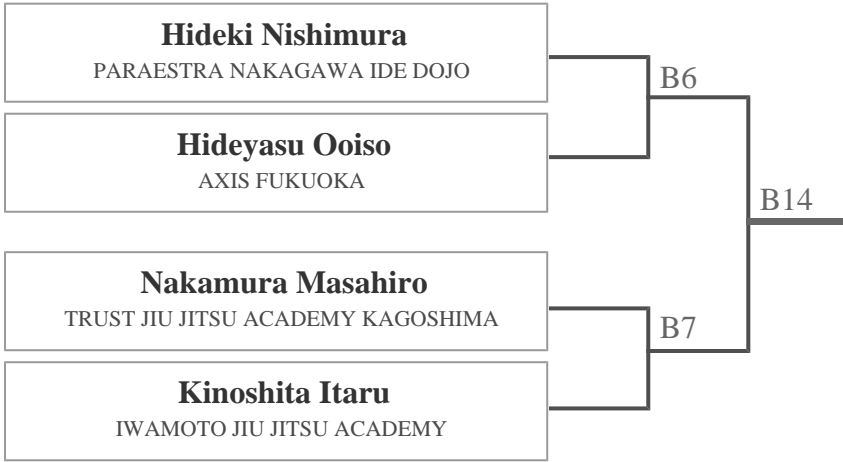 Hideki Nishimura
PARAESTRA NAKAGAWA IDE DOJO
B6
Hideyasu Ooiso
AXIS FUKUOKA
B14
Nakamura Masahiro
TRUST JIU JITSU ACADEMY KAGOSHIMA
B7
Kinoshita Itaru
IWAMOTO JIU JITSU ACADEMY